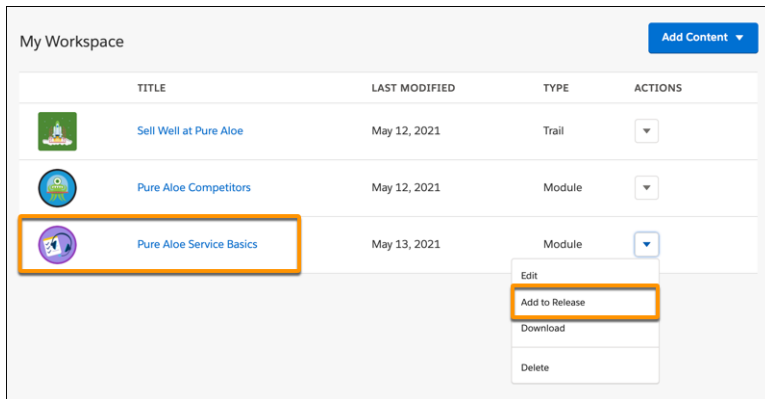 My Workspace
Add Content
TITLE LAST MODIFIED TYPE ACTIONS
Sell Well at Pure Aloe May 12, 2021 Trail
Pure Aloe Competitors May 12, 2021 Module
Pure Aloe Service Basics May 13, 2021 Module
Edit
Add to Release
Download
Delete